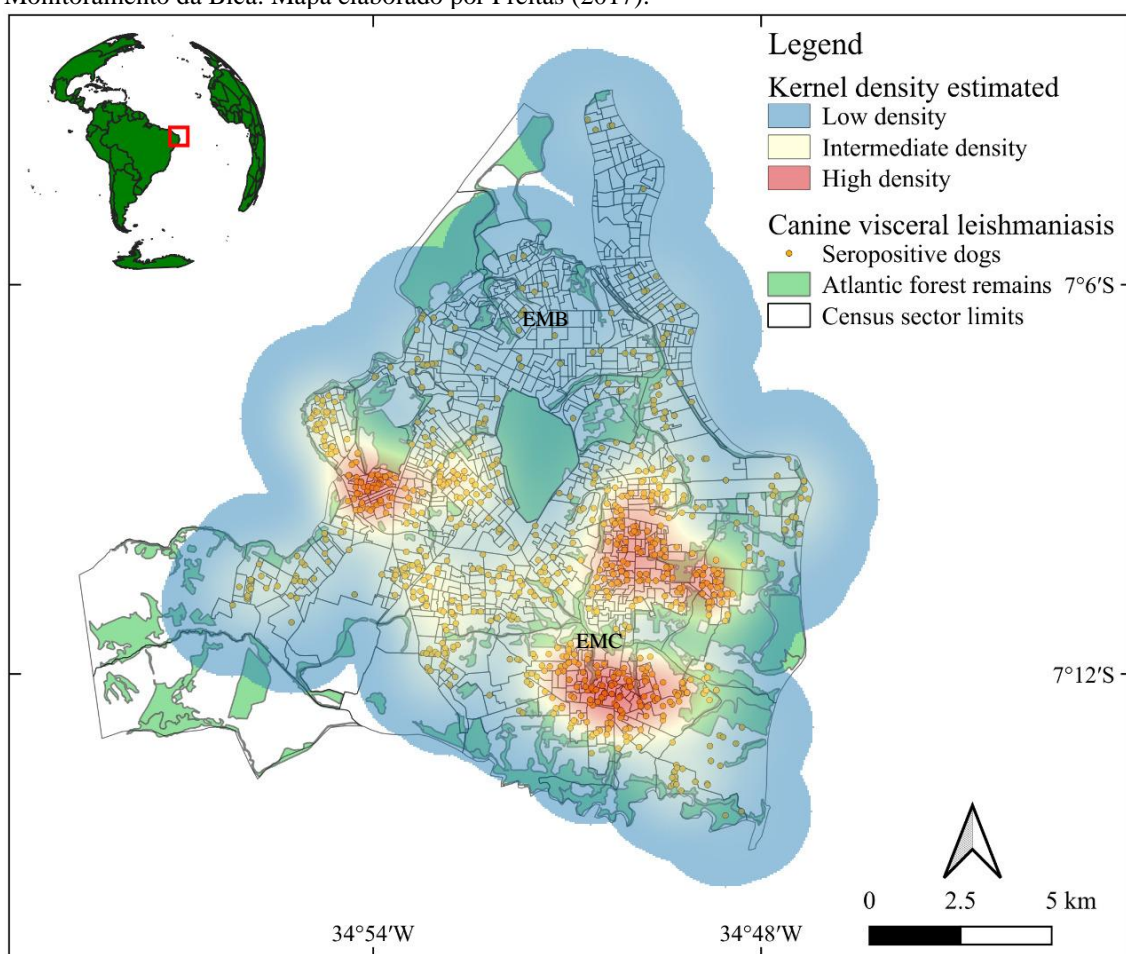 Monitoramento da Bica. Mapa elaborado por Freitas (2017).
Legend
Kernel density estimated
Low density
Intermediate density
High density
Canine visceral leishmaniasis
Seropositive dogs
Atlantic forest remains
7°6′S
Census sector limits
EMB
EMC
7°12′S
0 2.5 5 km
34°54′W
34°48′W